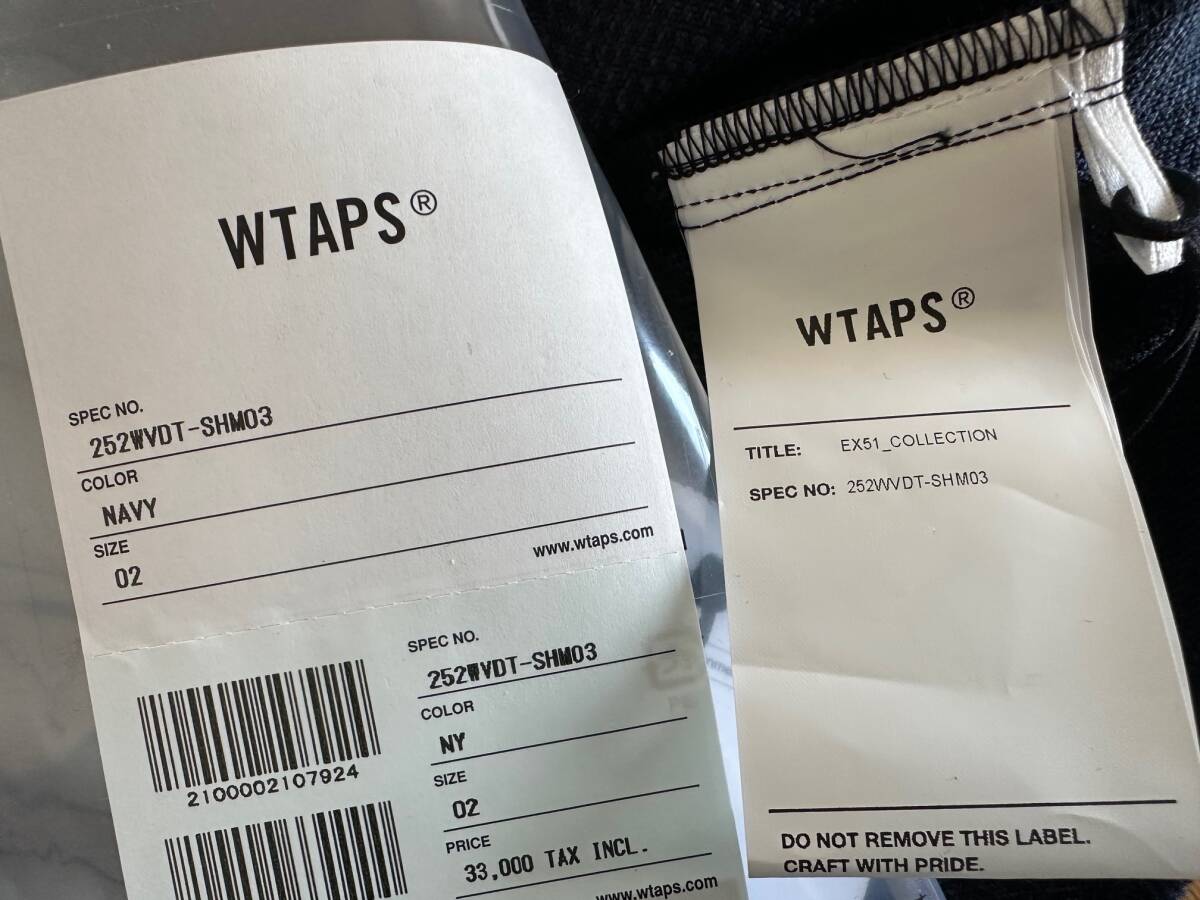 WTAPS®
SPEC NO.
252WVDT-SHM03
COLOR
NAVY
SIZE
02
www.wtaps.com
SPEC NO.
252WVDT-SHM03
COLOR
NY
SIZE
02
PRICE
33,000 TAX INCL.
www.wtaps.com
2100002107924
WTAPS®
TITLE: EX51_COLLECTION
SPEC NO: 252WVDT-SHM03
DO NOT REMOVE THIS LABEL.
CRAFT WITH PRIDE.